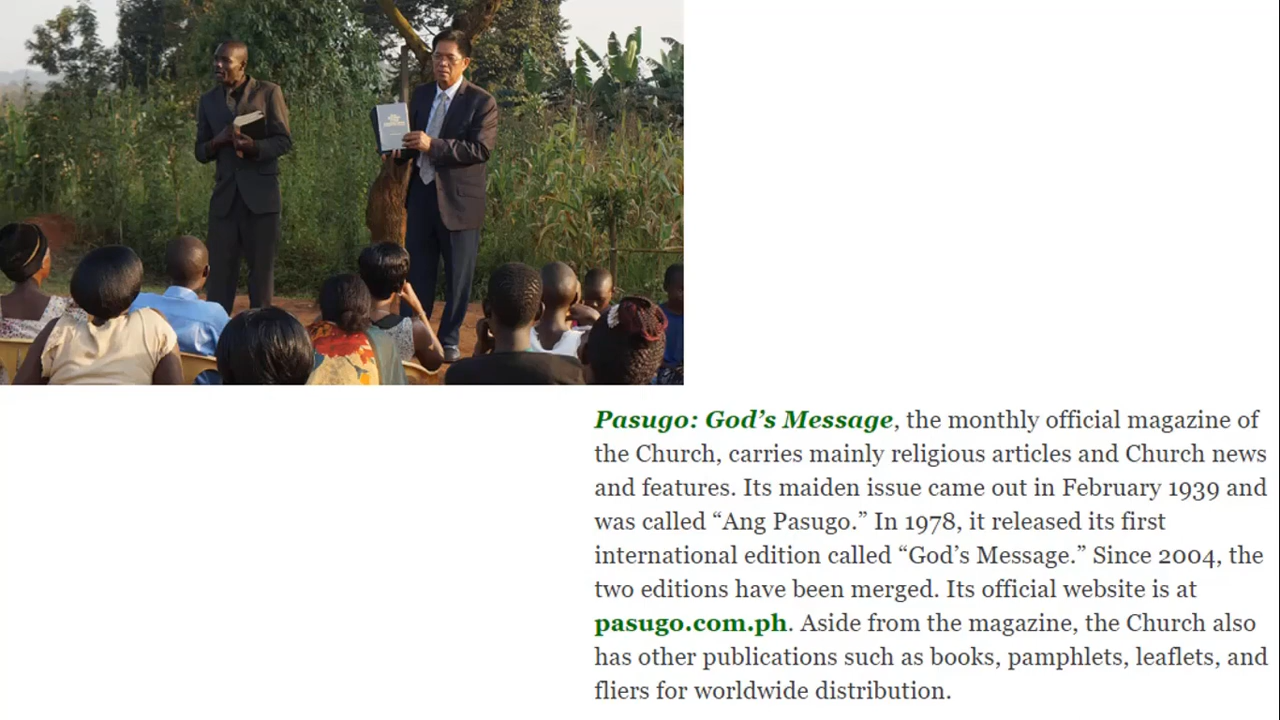 Pasugo: God’s Message, the monthly official magazine of
the Church, carries mainly religious articles and Church news
and features. Its maiden issue came out in February 1939 and
was called “Ang Pasugo.” In 1978, it released its first
international edition called “God’s Message.” Since 2004, the
two editions have been merged. Its official website is at
pasugo.com.ph. Aside from the magazine, the Church also
has other publications such as books, pamphlets, leaflets, and
fliers for worldwide distribution.